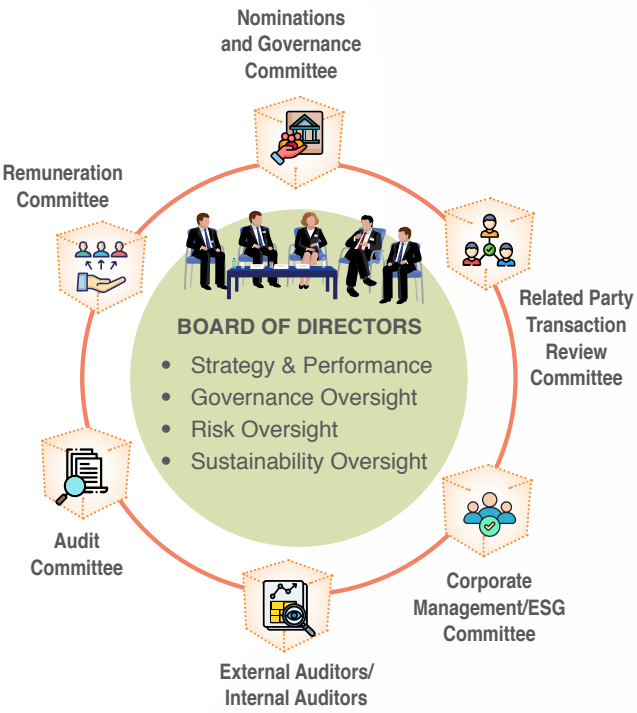 Nominations
and Governance
Committee
Remuneration
Committee
Related Party
Transaction
Review
Committee
BOARD OF DIRECTORS
• Strategy & Performance
• Governance Oversight
• Risk Oversight
• Sustainability Oversight
Audit
Committee
Corporate
Management/ESG
Committee
External Auditors/
Internal Auditors